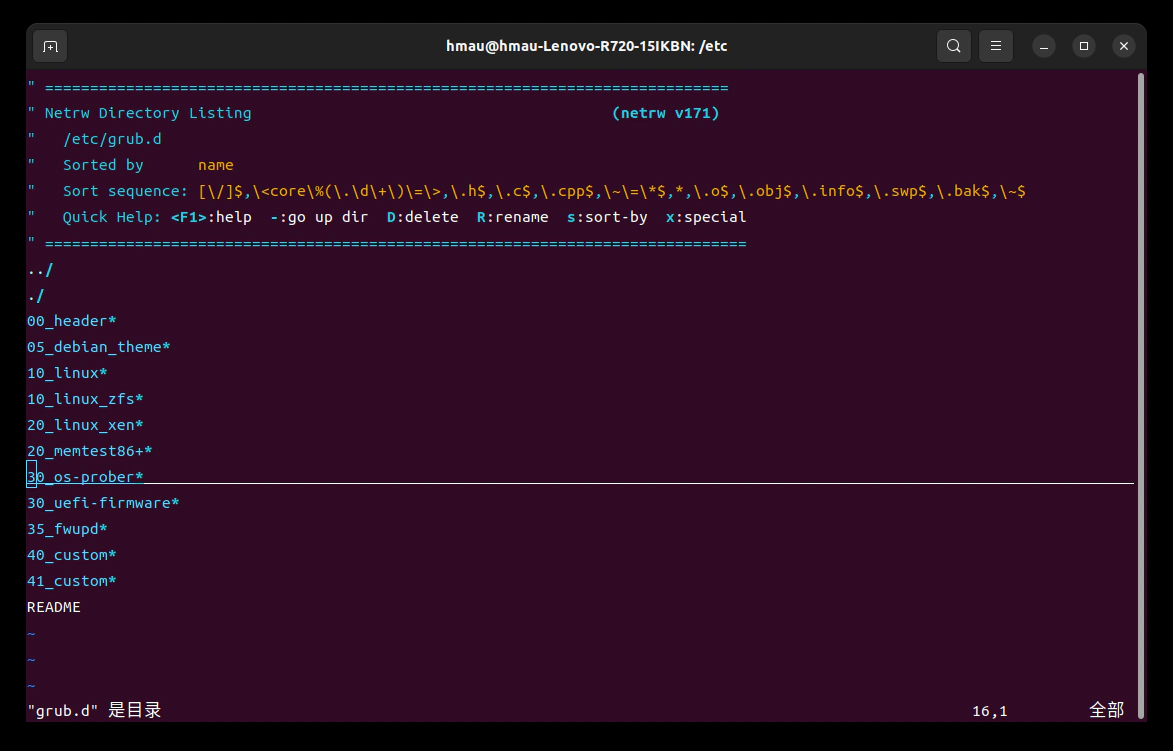 hmau@hmau-Lenovo-R720-15IKBN: /etc
" ============================================================================
" Netrw Directory Listing                                        (netrw v171)
"   /etc/grub.d
"   Sorted by      name
"   Sort sequence: [\/]$,\<core\%(\.\d\+\)\=\>,\.h$,\.c$,\.cpp$,\~\=\*$,*,\.o$,\.obj$,\.info$,\.swp$,\.bak$,\~$
"   Quick Help: <F1>:help  -:go up dir  D:delete  R:rename  s:sort-by  x:special
" ==============================================================================
../
./
00_header*
05_debian_theme*
10_linux*
10_linux_zfs*
20_linux_xen*
20_memtest86+*
30_os-prober*
30_uefi-firmware*
35_fwupd*
40_custom*
41_custom*
README
~
~
~
"grub.d" 是目录                                        16,1         全部